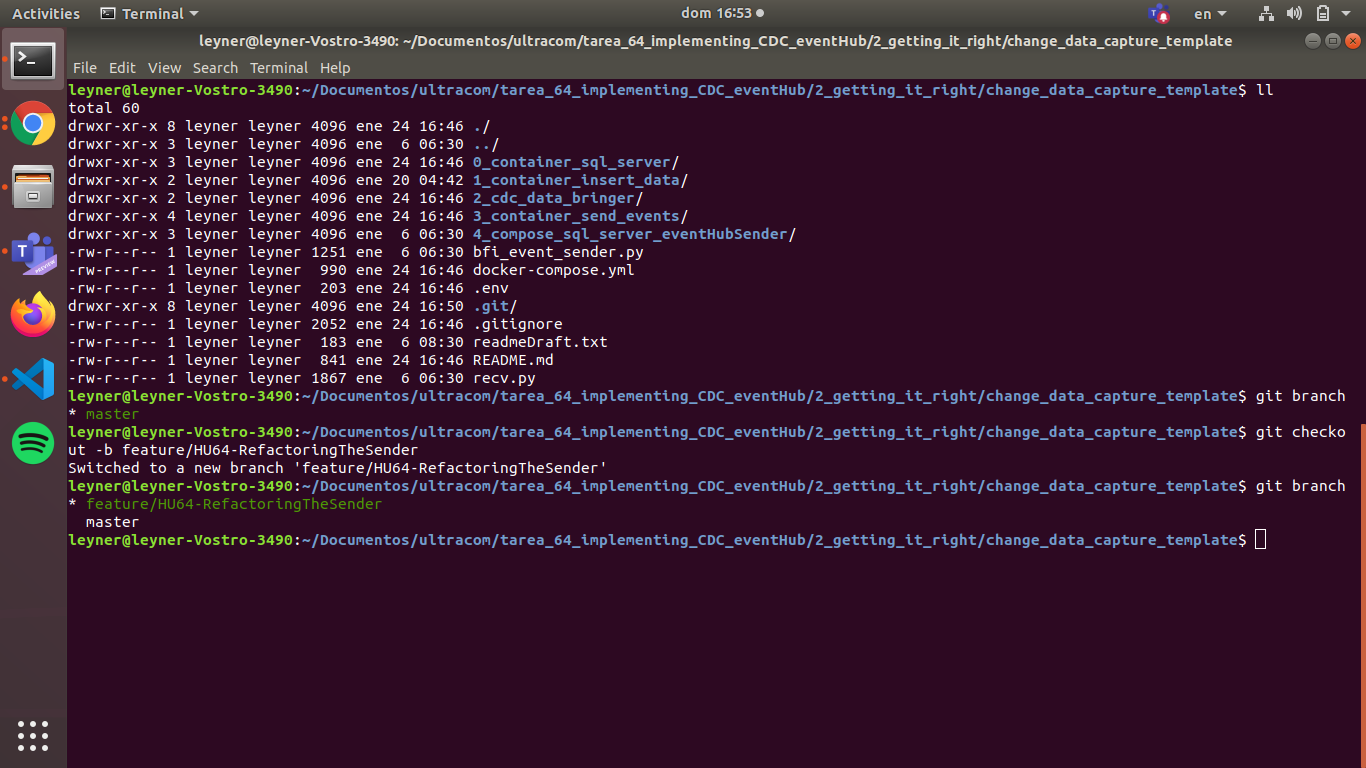 Activities Terminal dom 16:53 en
leyner@leyner-Vostro-3490: ~/Documentos/ultracom/tarea_64_implementing_CDC_eventHub/2_getting_it_right/change_data_capture_template
File Edit View Search Terminal Help
leyner@leyner-Vostro-3490:~/Documentos/ultracom/tarea_64_implementing_CDC_eventHub/2_getting_it_right/change_data_capture_template$ ll
total 60
drwxr-xr-x 8 leyner leyner 4096 ene 24 16:46 ./
drwxr-xr-x 3 leyner leyner 4096 ene  6 06:30 ../
drwxr-xr-x 3 leyner leyner 4096 ene 24 16:46 0_container_sql_server/
drwxr-xr-x 2 leyner leyner 4096 ene 20 04:42 1_container_insert_data/
drwxr-xr-x 2 leyner leyner 4096 ene 24 16:46 2_cdc_data_bringer/
drwxr-xr-x 4 leyner leyner 4096 ene 24 16:46 3_container_send_events/
drwxr-xr-x 3 leyner leyner 4096 ene  6 06:30 4_compose_sql_server_eventHubSender/
-rw-r--r-- 1 leyner leyner 1251 ene  6 06:30 bfi_event_sender.py
-rw-r--r-- 1 leyner leyner  990 ene 24 16:46 docker-compose.yml
-rw-r--r-- 1 leyner leyner  203 ene 24 16:46 .env
drwxr-xr-x 8 leyner leyner 4096 ene 24 16:50 .git/
-rw-r--r-- 1 leyner leyner 2052 ene 24 16:46 .gitignore
-rw-r--r-- 1 leyner leyner  183 ene  6 08:30 readmeDraft.txt
-rw-r--r-- 1 leyner leyner  841 ene 24 16:46 README.md
-rw-r--r-- 1 leyner leyner 1867 ene  6 06:30 recv.py
leyner@leyner-Vostro-3490:~/Documentos/ultracom/tarea_64_implementing_CDC_eventHub/2_getting_it_right/change_data_capture_template$ git branch
* master
leyner@leyner-Vostro-3490:~/Documentos/ultracom/tarea_64_implementing_CDC_eventHub/2_getting_it_right/change_data_capture_template$ git checko
ut -b feature/HU64-RefactoringTheSender
Switched to a new branch 'feature/HU64-RefactoringTheSender'
leyner@leyner-Vostro-3490:~/Documentos/ultracom/tarea_64_implementing_CDC_eventHub/2_getting_it_right/change_data_capture_template$ git branch
* feature/HU64-RefactoringTheSender
  master
leyner@leyner-Vostro-3490:~/Documentos/ultracom/tarea_64_implementing_CDC_eventHub/2_getting_it_right/change_data_capture_template$